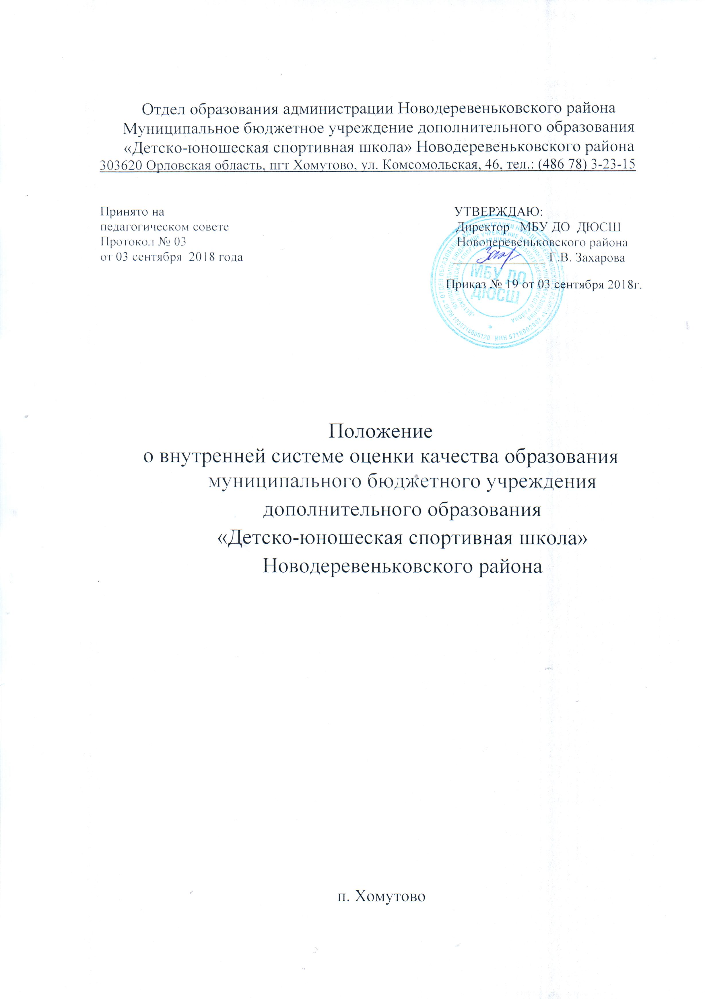 Отдел образования администрации Новодеревеньковского района
Муниципальное бюджетное учреждение дополнительного образования
«Детско-юношеская спортивная школа» Новодеревеньковского района
303620 Орловская область, пгт Хомутово, ул. Комсомольская, 46, тел.: (486 78) 3-23-15
Принято на
педагогическом совете
Протокол № 03
от 03 сентября 2018 года
УТВЕРЖДАЮ:
Директор МБУ ДО ДЮСШ
Новодеревеньковского района
Г.В. Захарова
Приказ № 19 от 03 сентября 2018г.
МБУ ДО
ДЮСШ
ОГРН 1035718000120 ИНН 5718002902
Положение
о внутренней системе оценки качества образования
муниципального бюджетного учреждения
дополнительного образования
«Детско-юношеская спортивная школа»
Новодеревеньковского района
п. Хомутово